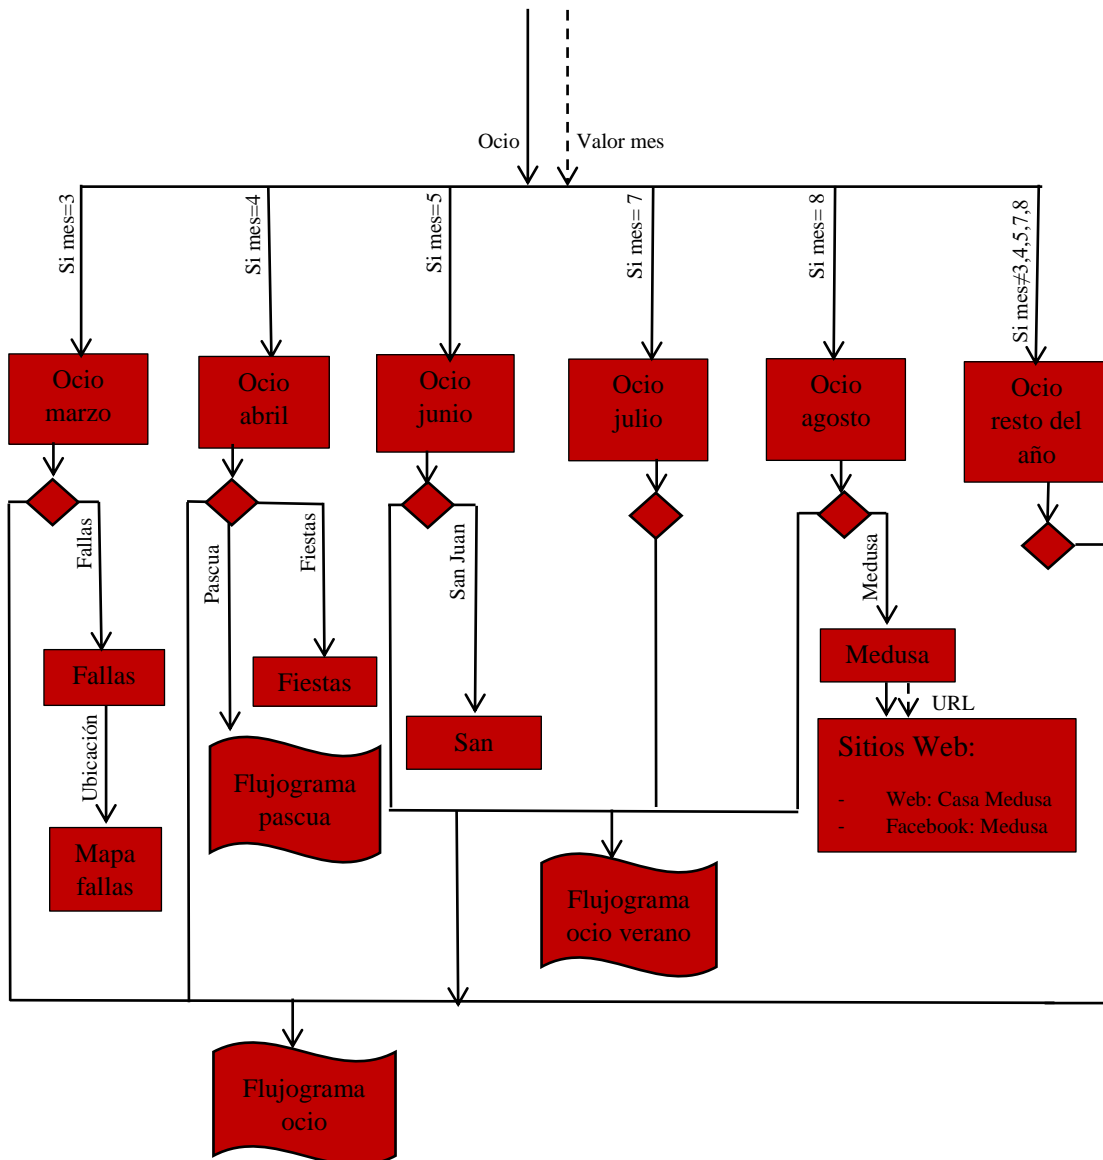 Ocio
Valor mes
Si mes=3
Si mes=4
Si mes=5
Si mes= 7
Si mes= 8
Si mes≠3,4,5,7,8
Ocio
marzo
Ocio
abril
Ocio
junio
Ocio
julio
Ocio
agosto
Ocio
resto del
año
Fallas
Pascua
Fiestas
San Juan
Medusa
Fallas
Fiestas
San
Medusa
URL
Ubicación
Flujograma
pascua
Sitios Web:
- Web: Casa Medusa
- Facebook: Medusa
Mapa
fallas
Flujograma
ocio verano
Flujograma
ocio